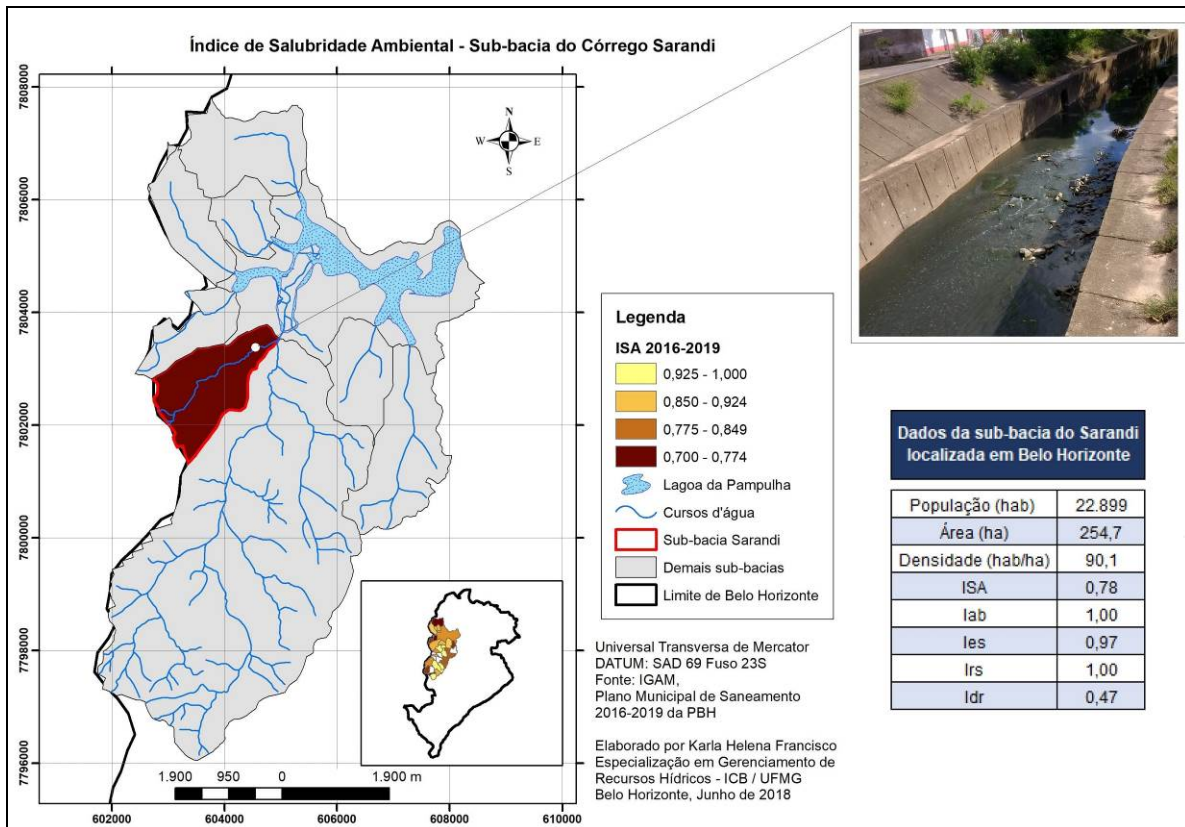 Índice de Salubridade Ambiental - Sub-bacia do Córrego Sarandi
N
W E
S
7808000
7806000
7804000
7802000
7800000
7798000
7796000
602000 604000 606000 608000 610000
1.900 950 0 1.900 m
Legenda
ISA 2016-2019
0,925 - 1,000
0,850 - 0,924
0,775 - 0,849
0,700 - 0,774
Lagoa da Pampulha
Cursos d'água
Sub-bacia Sarandi
Demais sub-bacias
Limite de Belo Horizonte
Universal Transversa de Mercator
DATUM: SAD 69 Fuso 23S
Fonte: IGAM,
Plano Municipal de Saneamento
2016-2019 da PBH
Elaborado por Karla Helena Francisco
Especialização em Gerenciamento de
Recursos Hídricos - ICB / UFMG
Belo Horizonte, Junho de 2018
Dados da sub-bacia do Sarandi
localizada em Belo Horizonte
População (hab) 22.899
Área (ha) 254,7
Densidade (hab/ha) 90,1
ISA 0,78
Iab 1,00
Ies 0,97
Irs 1,00
Idr 0,47